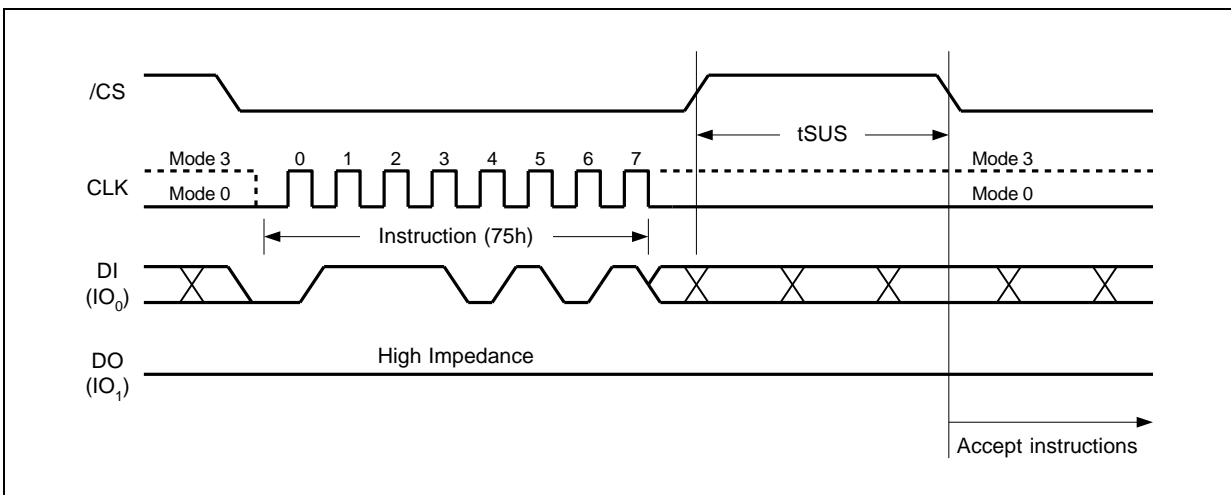 /CS
tSUS
Mode 3
0 1 2 3 4 5 6 7
Mode 3
CLK
Mode 0
Mode 0
Instruction (75h)
DI
(IO0)
High Impedance
DO
(IO1)
Accept instructions